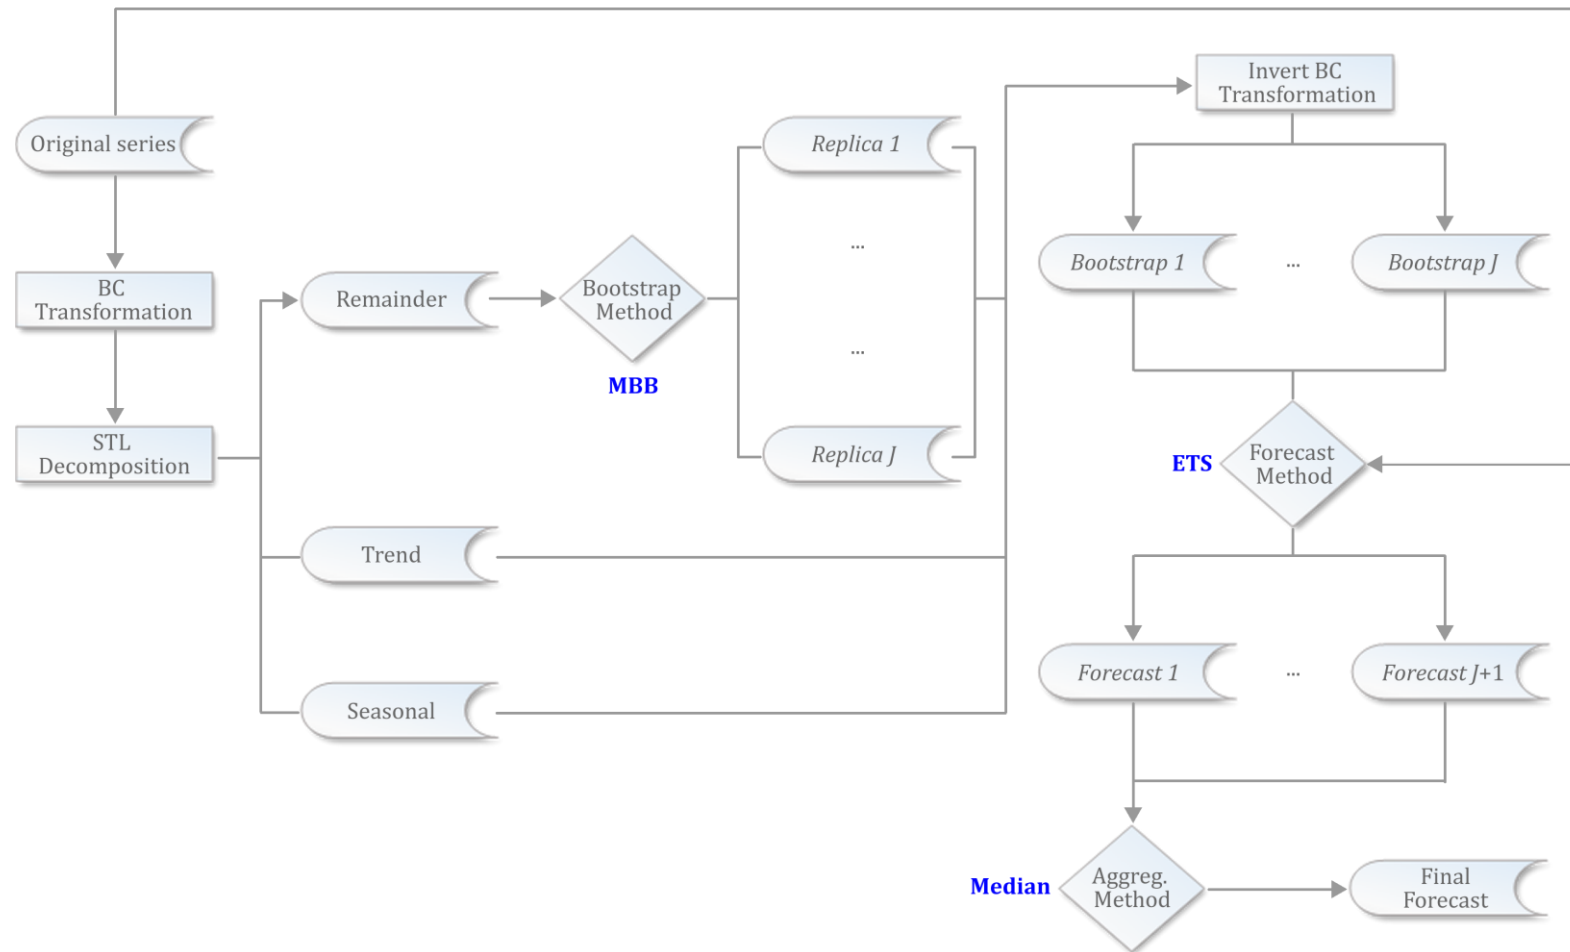 Original series
BC
Transformation
STL
Decomposition
Remainder
Trend
Seasonal
Bootstrap
Method
MBB
Replica 1
...
...
Replica J
Invert BC
Transformation
Bootstrap 1
...
Bootstrap J
ETS
Forecast
Method
Forecast 1
...
Forecast J+1
Median
Aggreg.
Method
Final
Forecast